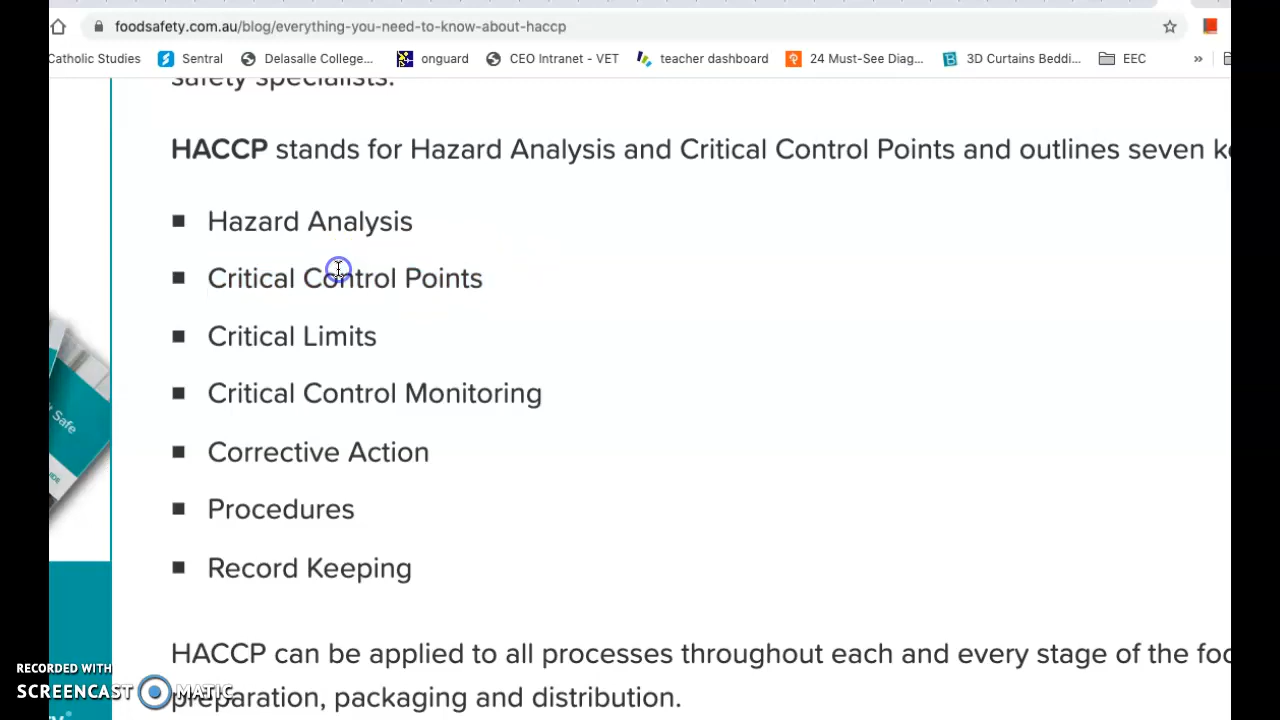 foodsafety.com.au/blog/everything-you-need-to-know-about-haccp
Catholic Studies Sentral Delasalle College... onguard CEO Intranet - VET teacher dashboard 24 Must-See Diag... 3D Curtains Beddi... EEC »
safety specialists.
HACCP stands for Hazard Analysis and Critical Control Points and outlines seven k
■ Hazard Analysis
■ Critical Control Points
■ Critical Limits
■ Critical Control Monitoring
■ Corrective Action
■ Procedures
■ Record Keeping
Safe
HACCP can be applied to all processes throughout each and every stage of the foo
preparation, packaging and distribution.
RECORDED WITH
SCREENCAST MATIC